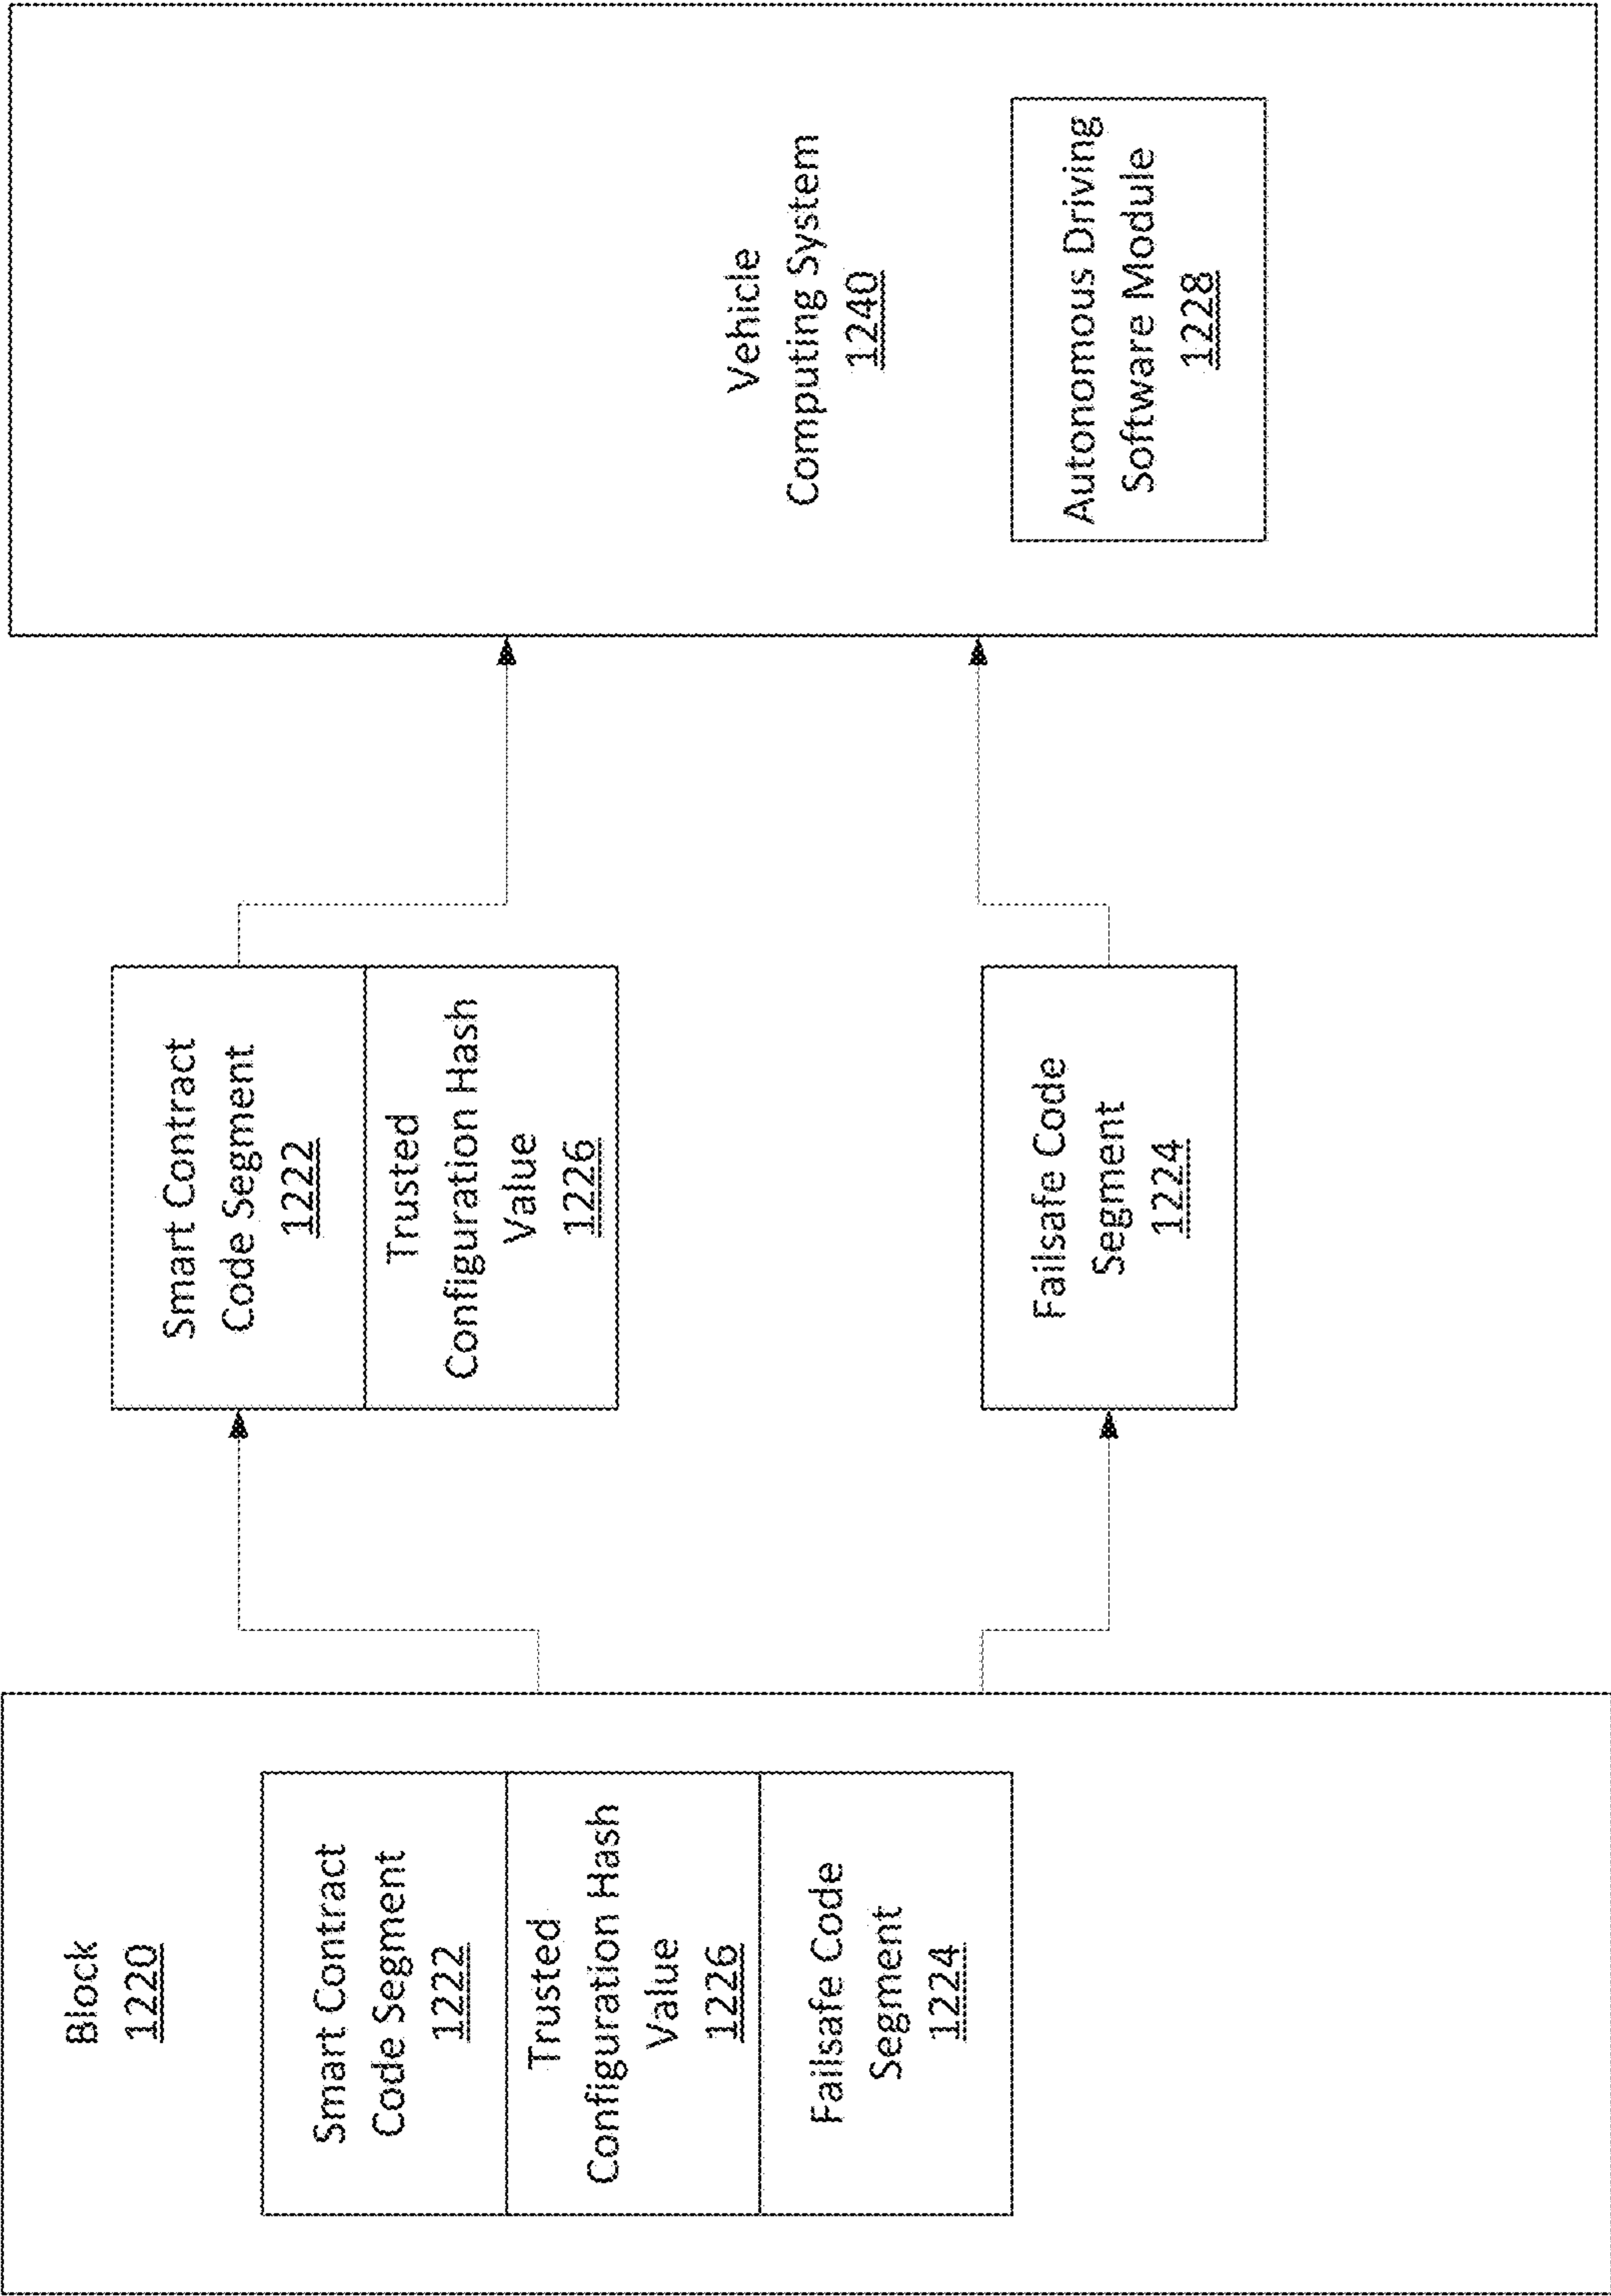 Block
1220
Smart Contract
Code Segment
1222
Trusted
Configuration Hash
Value
1226
Failsafe Code
Segment
1224
Smart Contract
Code Segment
1222
Trusted
Configuration Hash
Value
1226
Failsafe Code
Segment
1224
Vehicle
Computing System
1240
Autonomous Driving
Software Module
1228